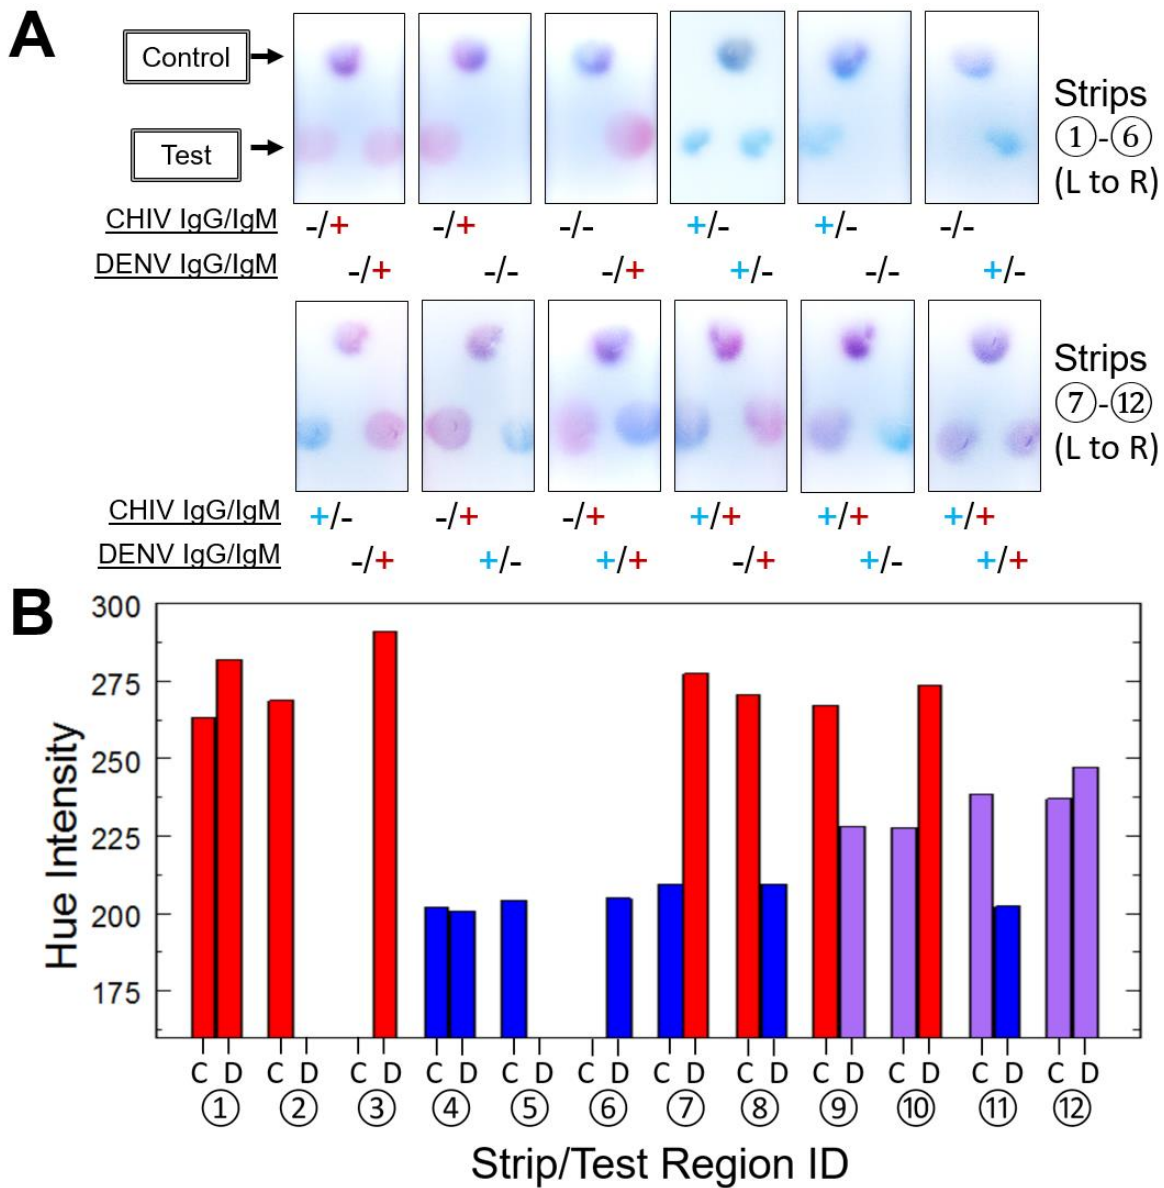 A
Control
Test
Strips
①-⑥
(L to R)
CHIV IgG/IgM -/+ -/+ -/- +/- +/- -/-
DENV IgG/IgM -/+ -/- -/+ +/- -/- +/-
Strips
⑦-⑫
(L to R)
CHIV IgG/IgM +/- -/+ -/+ +/+ +/+ +/+
DENV IgG/IgM -/+ +/- +/+ -/+ +/- +/+
B
300
275
250
225
200
175
Hue Intensity
C D C D C D C D C D C D C D C D C D C D C D C D
① ② ③ ④ ⑤ ⑥ ⑦ ⑧ ⑨ ⑩ ⑪ ⑫
Strip/Test Region ID